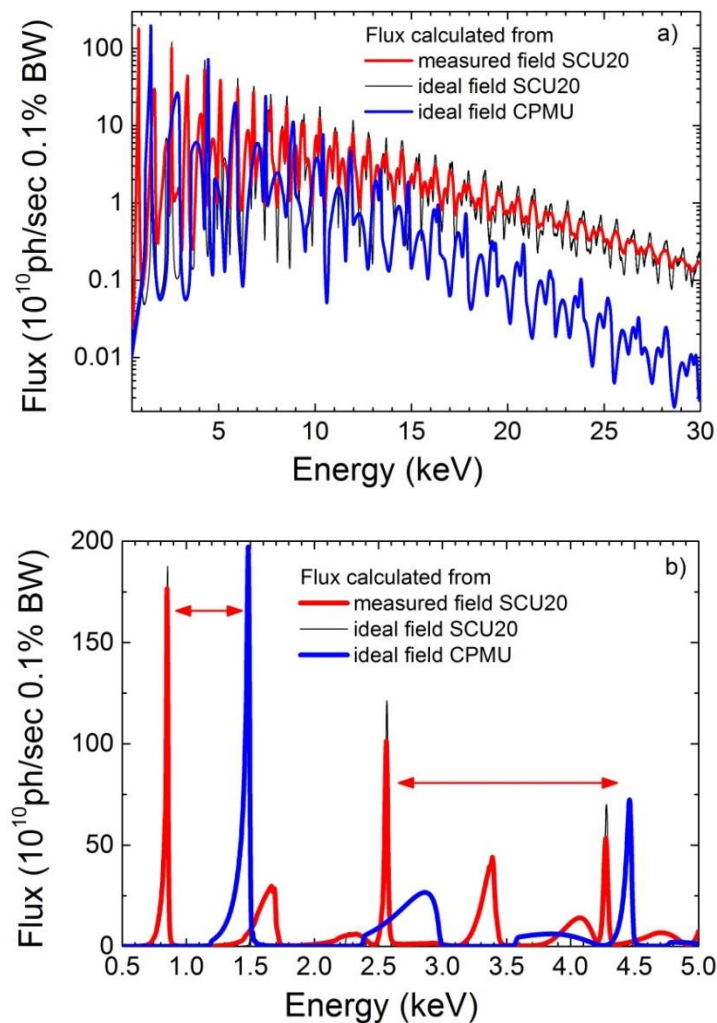 Flux calculated from a)
measured field SCU20
ideal field SCU20
ideal field CPMU
Flux (10¹⁰ph/sec 0.1% BW)
100
10
1
0.1
0.01
5 10 15 20 25 30
Energy (keV)
200
150
100
50
0
Flux calculated from b)
measured field SCU20
ideal field SCU20
ideal field CPMU
Flux (10¹⁰ph/sec 0.1% BW)
0.5 1.0 1.5 2.0 2.5 3.0 3.5 4.0 4.5 5.0
Energy (keV)